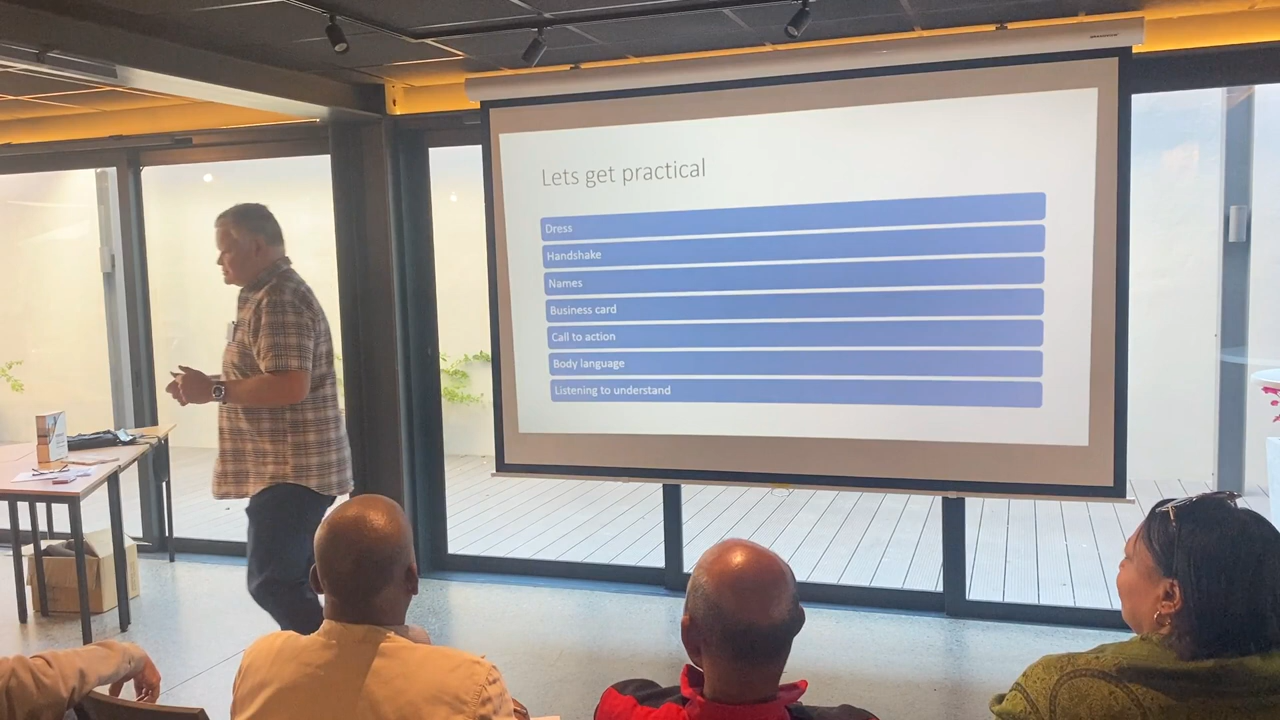 Lets get practical
Dress
Handshake
Names
Business card
Call to action
Body language
Listening to understand